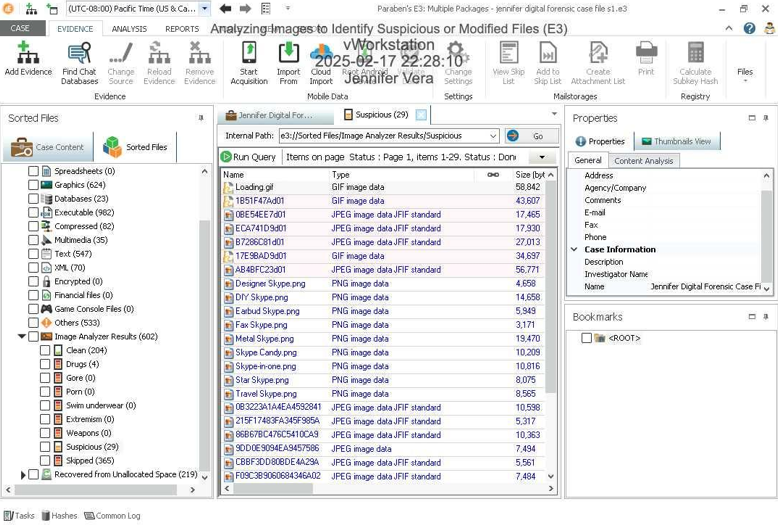 (UTC-08:00) Pacific Time (US & Ca...
Paraben's E3: Multiple Packages - jennifer digital forensic case file s1.e3
CASE
EVIDENCE
ANALYSIS
REPORTS
Analyzing Images to Identify Suspicious or Modified Files (E3)
vWorkstation
2025-02-17 22:28:10
Jennifer Vera
Add Evidence
Find Chat Databases
Change Source
Reload Evidence
Remove Evidence
Start Acquisition
Import From
Cloud Import
Root Android
Change Settings
View Skip List
Add to Skip List
Create Attachment List
Print
Calculate Subkey Hash
Files
Evidence
Mobile Data
Settings
Mailstorages
Registry
Sorted Files
Case Content
Sorted Files
Spreadsheets (0)
Graphics (624)
Databases (23)
Executable (982)
Compressed (82)
Multimedia (35)
Text (547)
XML (70)
Encrypted (0)
Financial files (0)
Game Console Files (0)
Others (533)
Image Analyzer Results (602)
Clean (204)
Drugs (4)
Gore (0)
Porn (0)
Swim underwear (0)
Extremism (0)
Weapons (0)
Suspicious (29)
Skipped (365)
Recovered from Unallocated Space (219)
Jennifer Digital For...
Suspicious (29)
Internal Path:
e3://Sorted Files/Image Analyzer Results/Suspicious
Go
Run Query
Items on page Status : Page 1, items 1-29. Status : Done
Name Type Size (byt
Loading.gif GIF image data 58,842
1B51F47Ad01 GIF image data 43,607
0BE54EE7d01 JPEG image data JFIF standard 17,465
ECA741D9d01 JPEG image data JFIF standard 17,930
B7286C81d01 JPEG image data JFIF standard 27,013
17E9BAD9d01 GIF image data 34,697
AB4BFC23d01 JPEG image data JFIF standard 56,771
Designer Skype.png PNG image data 4,658
DIY Skype.png PNG image data 14,658
Earbud Skype.png PNG image data 5,949
Fax Skype.png PNG image data 3,171
Metal Skype.png PNG image data 19,470
Skype Candy.png PNG image data 10,209
Skype-in-one.png PNG image data 10,816
Star Skype.png PNG image data 8,075
Travel Skype.png PNG image data 8,565
0B3223A1A4EA4592841 JPEG image data JFIF standard 10,598
215F17483FA345F985A JPEG image data JFIF standard 5,317
86B67BC476C5410CA9 JPEG image data JFIF standard 10,363
9DD0E9094EA9457586 JPEG image data 7,494
CBBF3DD80BDE4A29A JPEG image data JFIF standard 5,561
F09C3B9060684346A02 JPEG image data JFIF standard 7,484
Properties
Properties
Thumbnails View
General
Content Analysis
Address
Agency/Company
Comments
E-mail
Fax
Phone
Case Information
Description
Investigator Name
Name Jennifer Digital Forensic Case Fi
Bookmarks
<ROOT>
Tasks
Hashes
Common Log